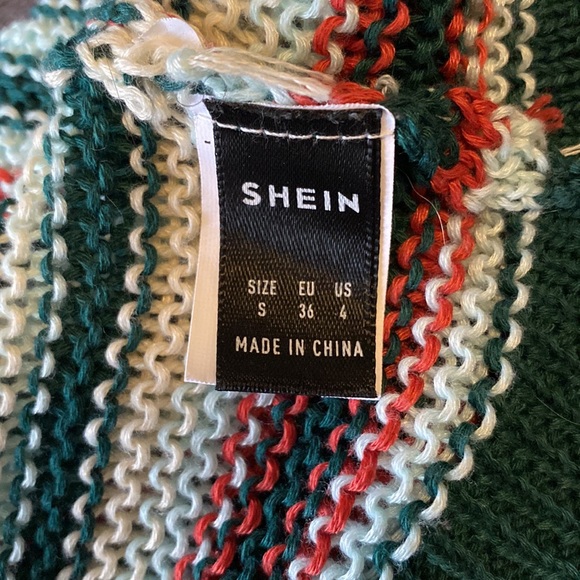 SHEIN
SIZE EU US
S 36 4
MADE IN CHINA